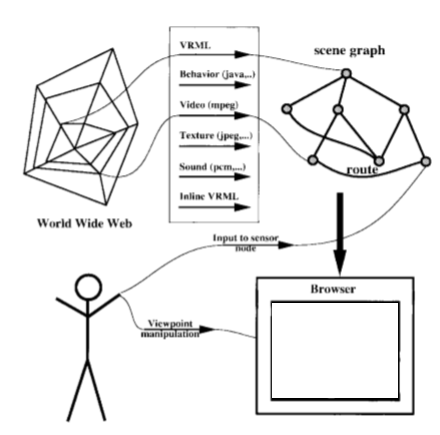 VRML
scene graph
Behavior (java,..)
Video (mpeg)
Texture (jpeg,...)
Sound (pcm,...)
route
Inline VRML
World Wide Web
Input to sensor
node
Browser
Viewpoint
manipulation